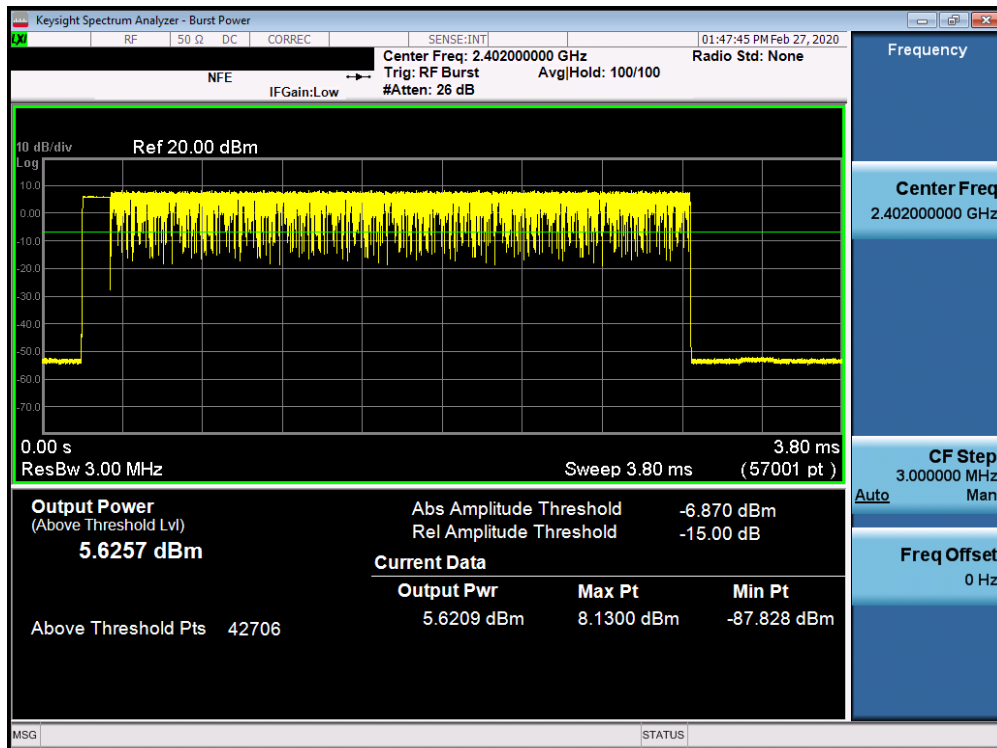 Keysight Spectrum Analyzer - Burst Power
LXI RF 50 Ω DC CORREC SENSE:INT 01:47:45 PM Feb 27, 2020
Center Freq: 2.402000000 GHz Radio Std: None
NFE Trig: RF Burst Avg|Hold: 100/100
IFGain:Low #Atten: 26 dB
Frequency
10 dB/div Ref 20.00 dBm
Log
10.0
0.00
-10.0
-20.0
-30.0
-40.0
-50.0
-60.0
-70.0
0.00 s 3.80 ms
ResBw 3.00 MHz Sweep 3.80 ms (57001 pt )
Center Freq
2.402000000 GHz
CF Step
3.000000 MHz
Auto Man
Freq Offset
0 Hz
Output Power
(Above Threshold Lvl)
5.6257 dBm
Above Threshold Pts 42706
Abs Amplitude Threshold -6.870 dBm
Rel Amplitude Threshold -15.00 dB
Current Data
Output Pwr Max Pt Min Pt
5.6209 dBm 8.1300 dBm -87.828 dBm
MSG STATUS